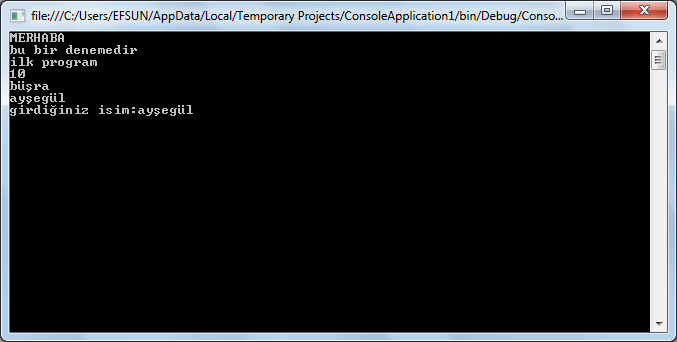 file:///C:/Users/EFSUN/AppData/Local/Temporary Projects/ConsoleApplication1/bin/Debug/Conso...
MERHABA
bu bir denemedir
ilk program
10
büşra
ayşegül
girdiğiniz isim:ayşegül